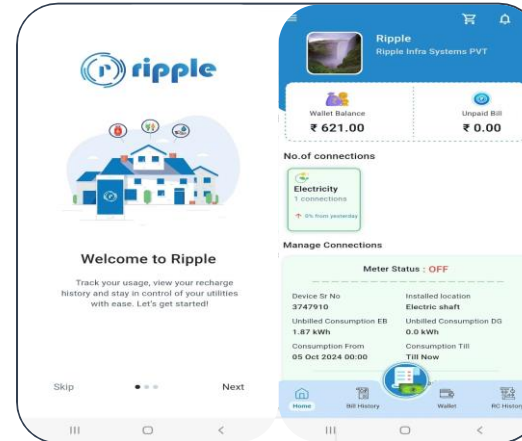 ripple
Welcome to Ripple
Track your usage, view your recharge
history and stay in control of your utilities
with ease. Let's get started!
Skip
Next
Ripple
Ripple Infra Systems PVT
Wallet Balance
₹ 621.00
Unpaid Bill
₹ 0.00
No.of connections
Electricity
1 connections
0% from yesterday
Manage Connections
Meter Status : OFF
Device Sr No
3747910
Installed location
Electric shaft
Unbilled Consumption EB
1.87 kWh
Unbilled Consumption DG
0.0 kWh
Consumption From
05 Oct 2024 00:00
Consumption Till
Till Now
Home
Bill History
Wallet
RC History